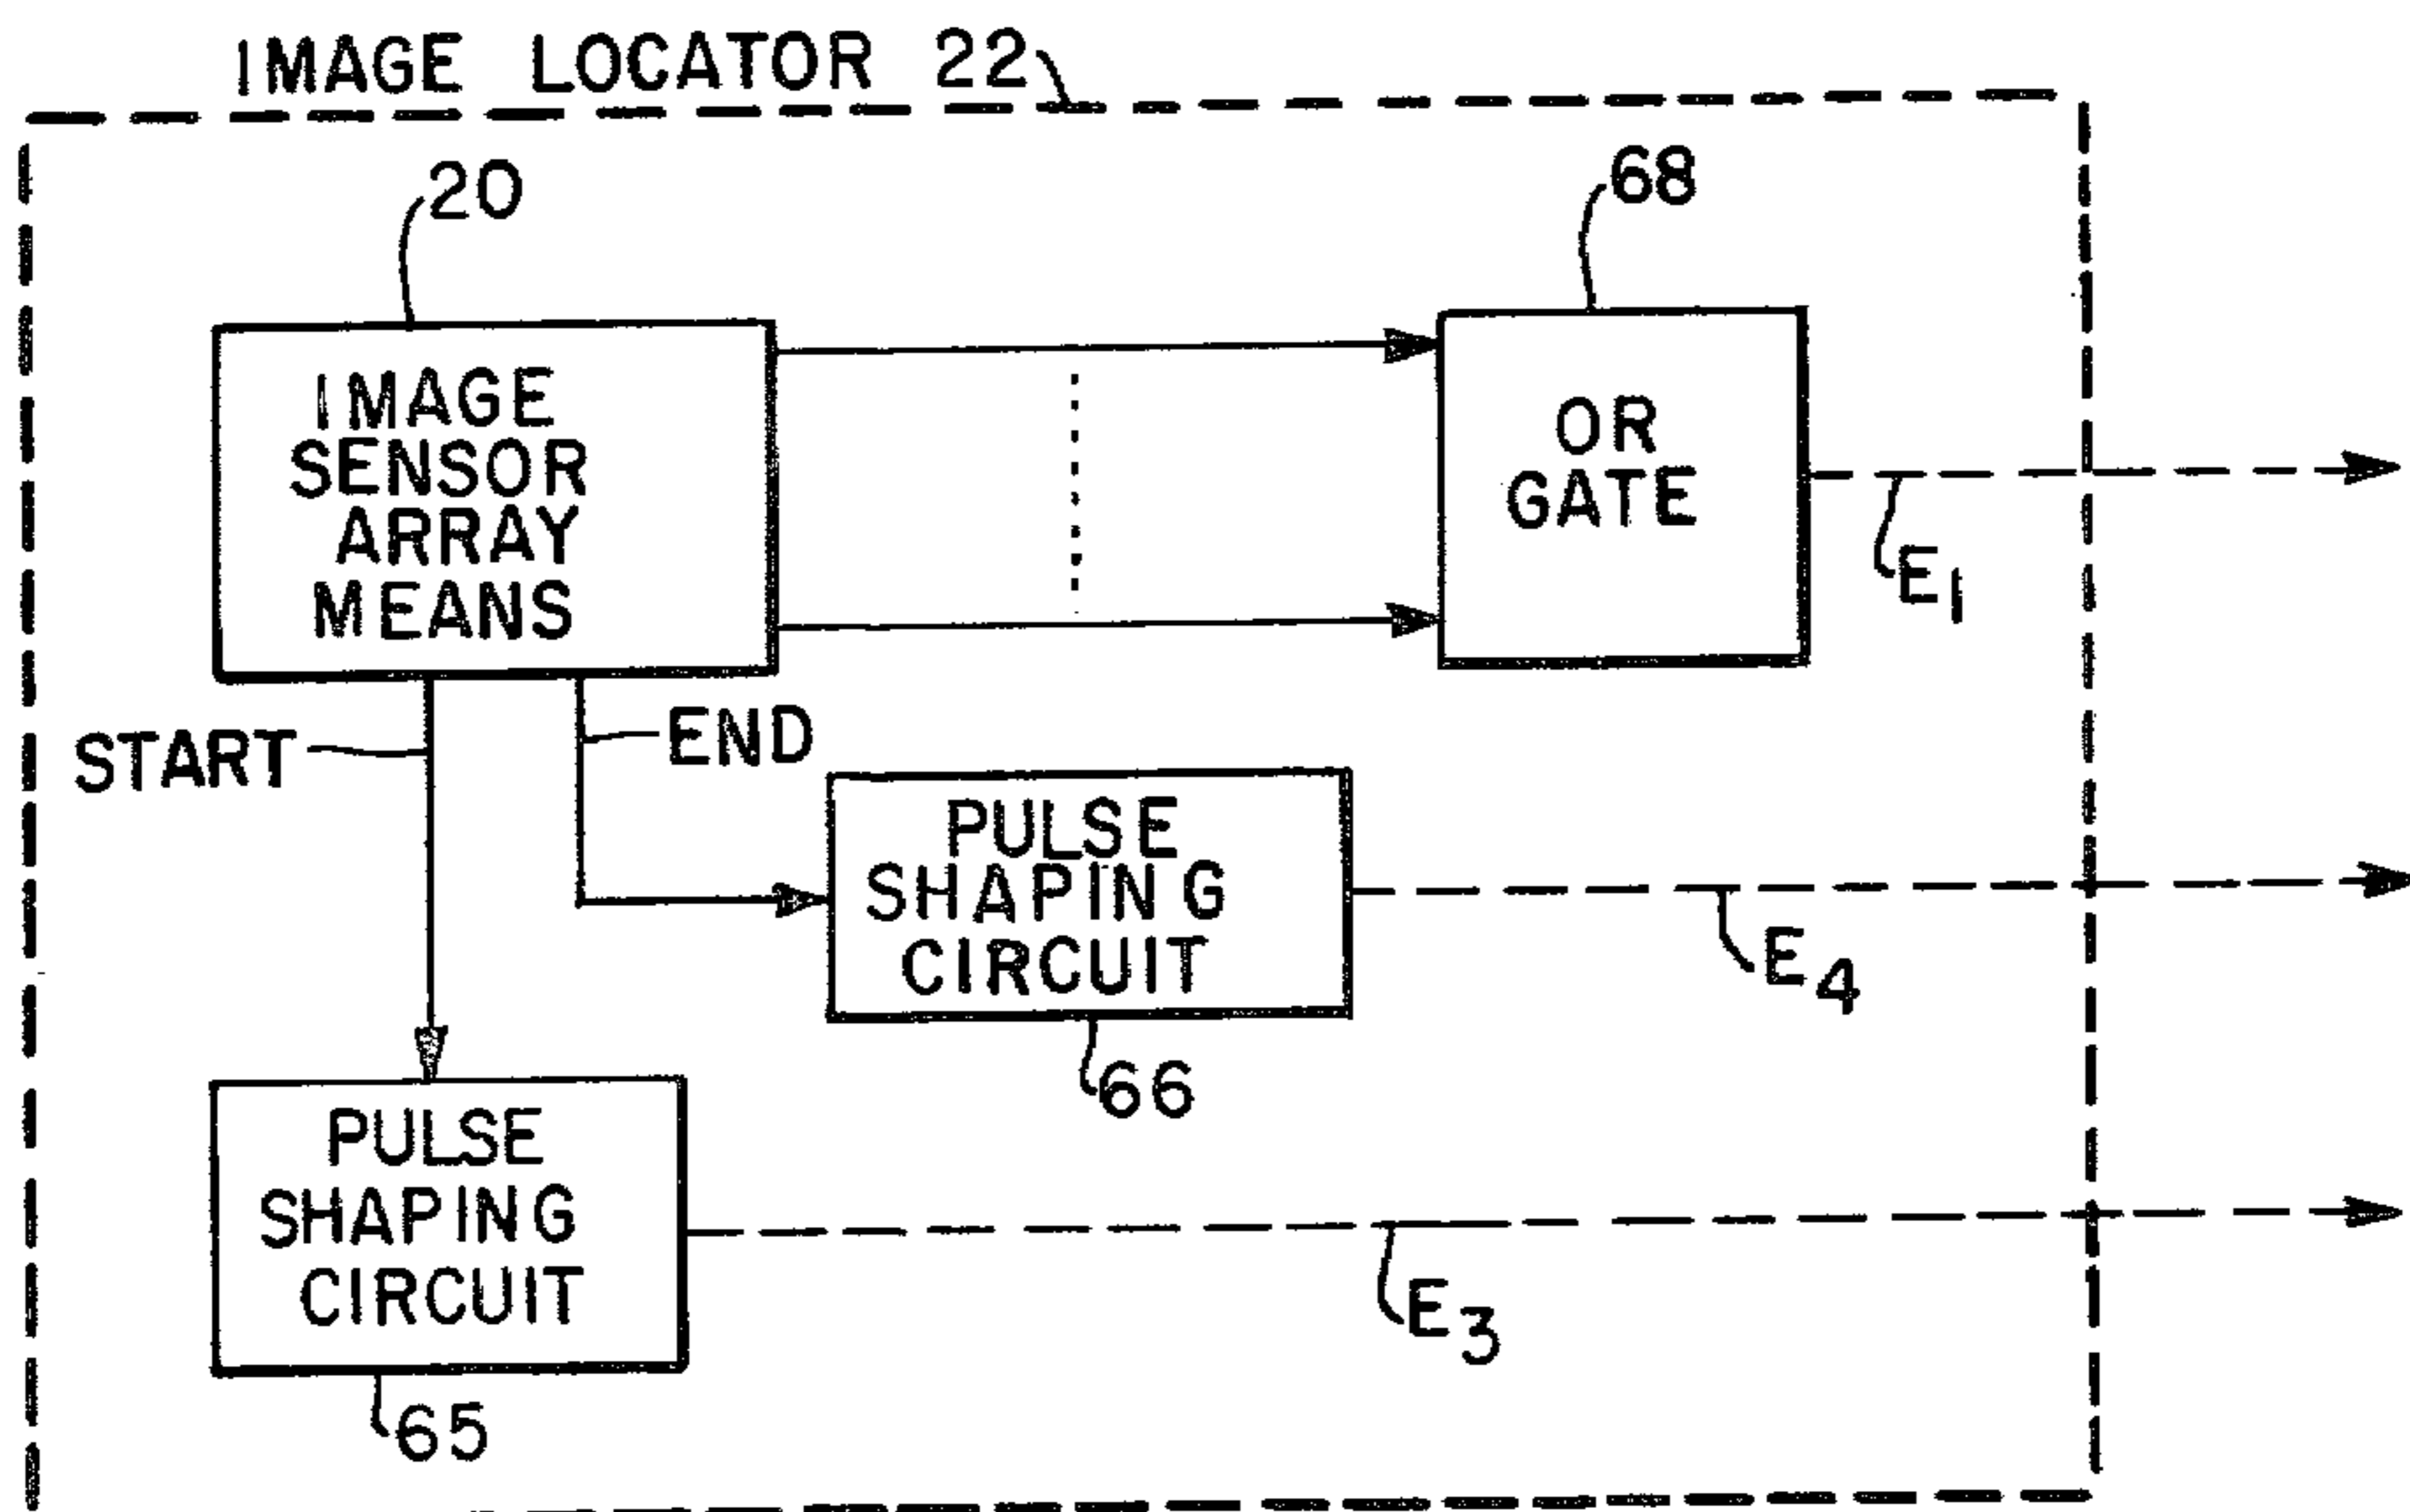 IMAGE LOCATOR 22
20
68
IMAGE
SENSOR
ARRAY
MEANS
OR
GATE
E1
START
END
PULSE
SHAPING
CIRCUIT
E4
66
PULSE
SHAPING
CIRCUIT
E3
65